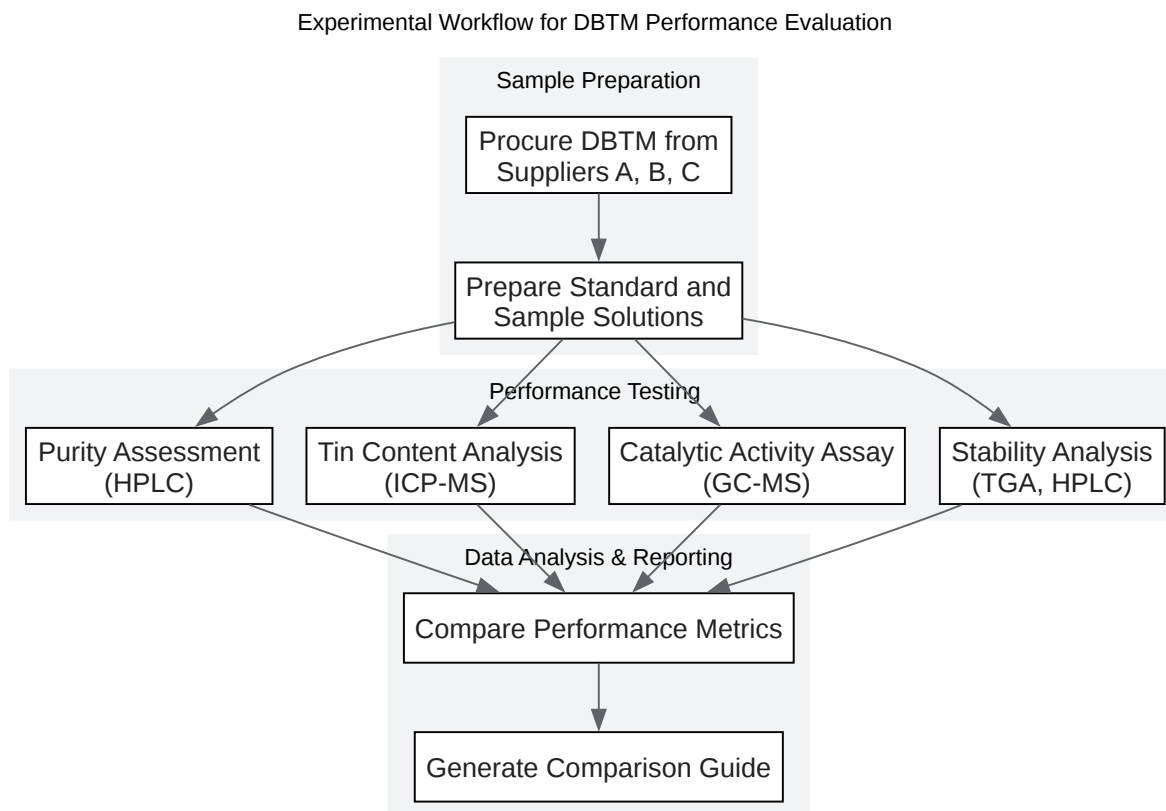 Experimental Workflow for DBTM Performance Evaluation
Sample Preparation
Procure DBTM from
Suppliers A, B, C
Prepare Standard and
Sample Solutions
Performance Testing
Purity Assessment
(HPLC)
Tin Content Analysis
(ICP-MS)
Catalytic Activity Assay
(GC-MS)
Stability Analysis
(TGA, HPLC)
Data Analysis & Reporting
Compare Performance Metrics
Generate Comparison Guide